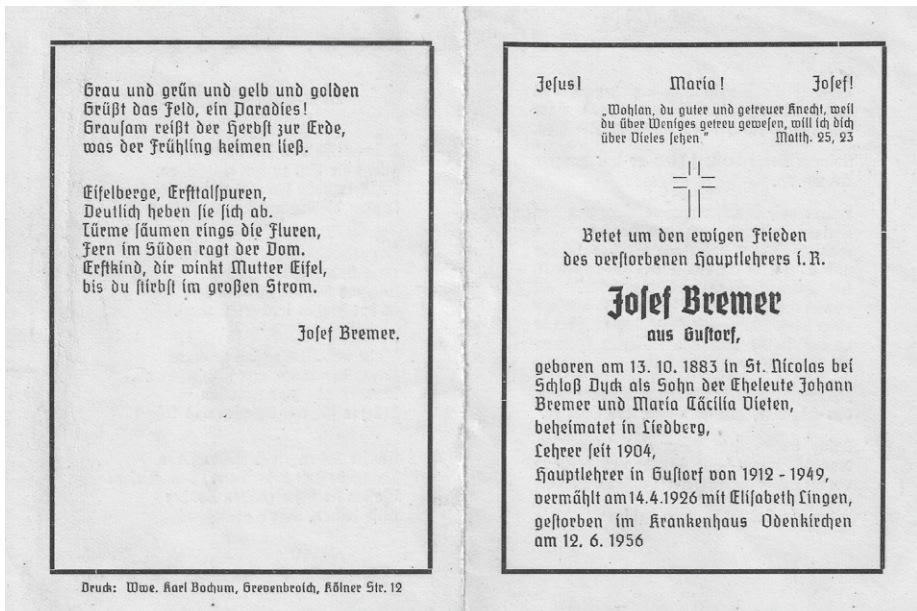 Grau und grün und gelb und golden
Grüßt das Feld, ein Paradies!
Grausam reißt der Herbst zur Erde,
was der Frühling keimen ließ.
Eifelberge, Erfttalspuren,
Deutlich heben sie sich ab.
Türme säumen rings die Fluren,
Fern im Süden ragt der Dom.
Erftkind, dir winkt Mutter Eifel,
bis du stirbst im großen Strom.
Josef Bremer.
Druck: Wwe. Karl Bochum, Grevenbroich, Kölner Str. 12
Jesus! Maria! Josef!
„Wohlan, du guter und getreuer Knecht, weil
du über Weniges getreu gewesen, will ich dich
über Vieles setzen.“ Matth. 25, 23
Betet um den ewigen Frieden
des verstorbenen Hauptlehrers i. R.
Josef Bremer
aus Gustorf,
geboren am 13. 10. 1883 in St. Nicolas bei
Schloß Dyck als Sohn der Eheleute Johann
Bremer und Maria Cäcilia Vieten,
beheimatet in Liedberg,
Lehrer seit 1904,
Hauptlehrer in Gustorf von 1912 - 1949,
vermählt am 14. 4. 1926 mit Elisabeth Lingen,
gestorben im Krankenhaus Odenkirchen
am 12. 6. 1956